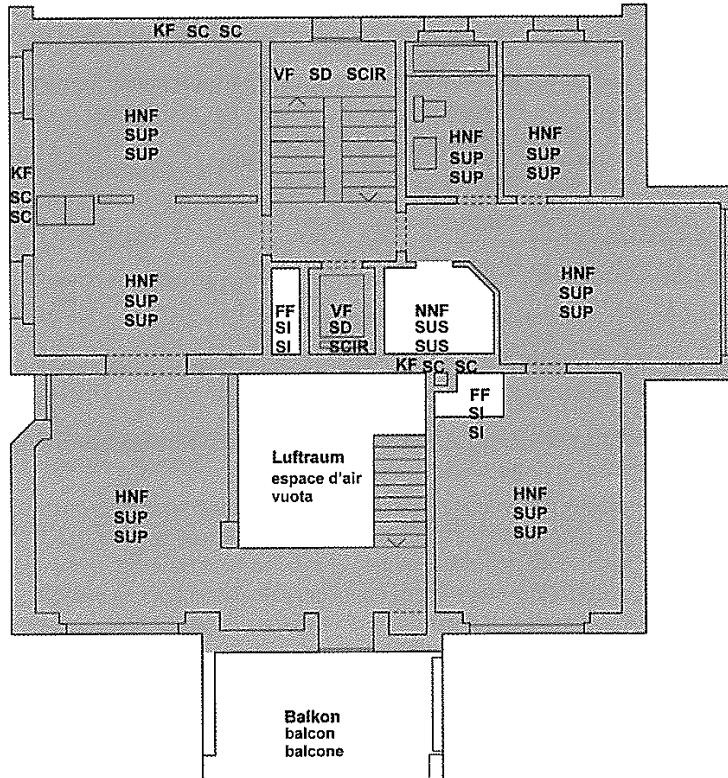 KF SC SC
VF SD SCIR
HNF
SUP
SUP
HNF
SUP
SUP
HNF
SUP
SUP
KF
SC
SC
HNF
SUP
SUP
HNF
SUP
SUP
FF
SI
SI
VF
SD
SCIR
NNF
SUS
SUS
KF SC SC
FF
SI
SI
Luftraum
espace d'air
vuota
HNF
SUP
SUP
HNF
SUP
SUP
Balkon
balcon
balcone